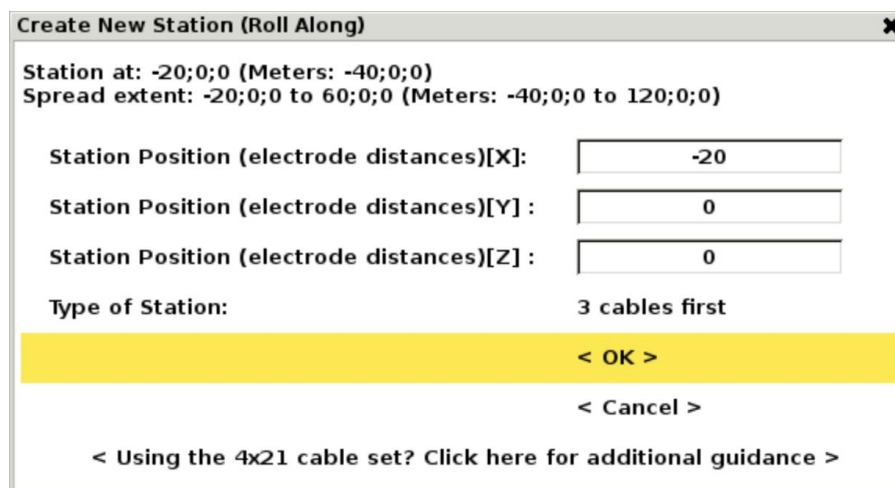 Create New Station (Roll Along)
Station at: -20;0;0 (Meters: -40;0;0)
Spread extent: -20;0;0 to 60;0;0 (Meters: -40;0;0 to 120;0;0)
Station Position (electrode distances)[X]: -20
Station Position (electrode distances)[Y] : 0
Station Position (electrode distances)[Z] : 0
Type of Station: 3 cables first
< OK >
< Cancel >
< Using the 4x21 cable set? Click here for additional guidance >